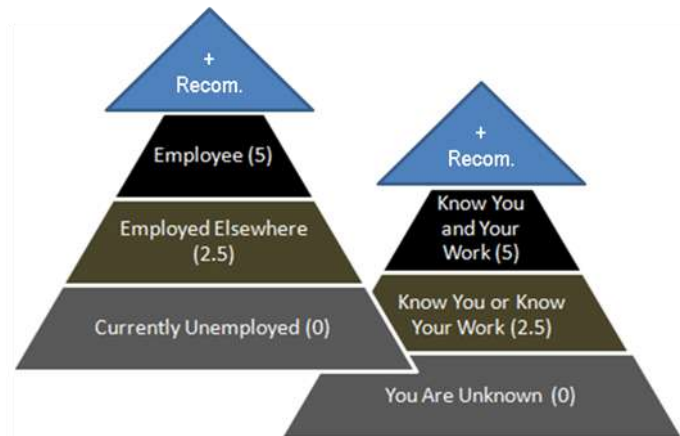 +
Recom.
Employee (5)
Employed Elsewhere
(2.5)
Currently Unemployed (0)
+
Recom.
Know You
and Your
Work (5)
Know You or Know
Your Work (2.5)
You Are Unknown (0)